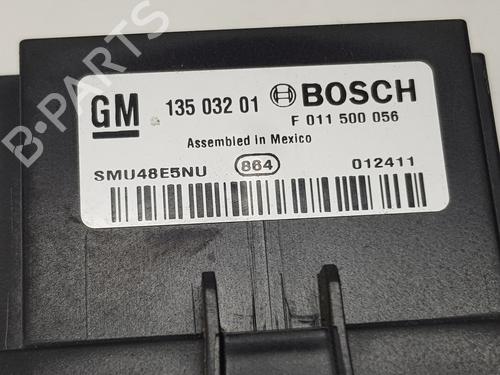 B-PARTS
GM 135 032 01 BOSCH
F 011 500 056
Assembled in Mexico
SMU48E5NU 864 012411